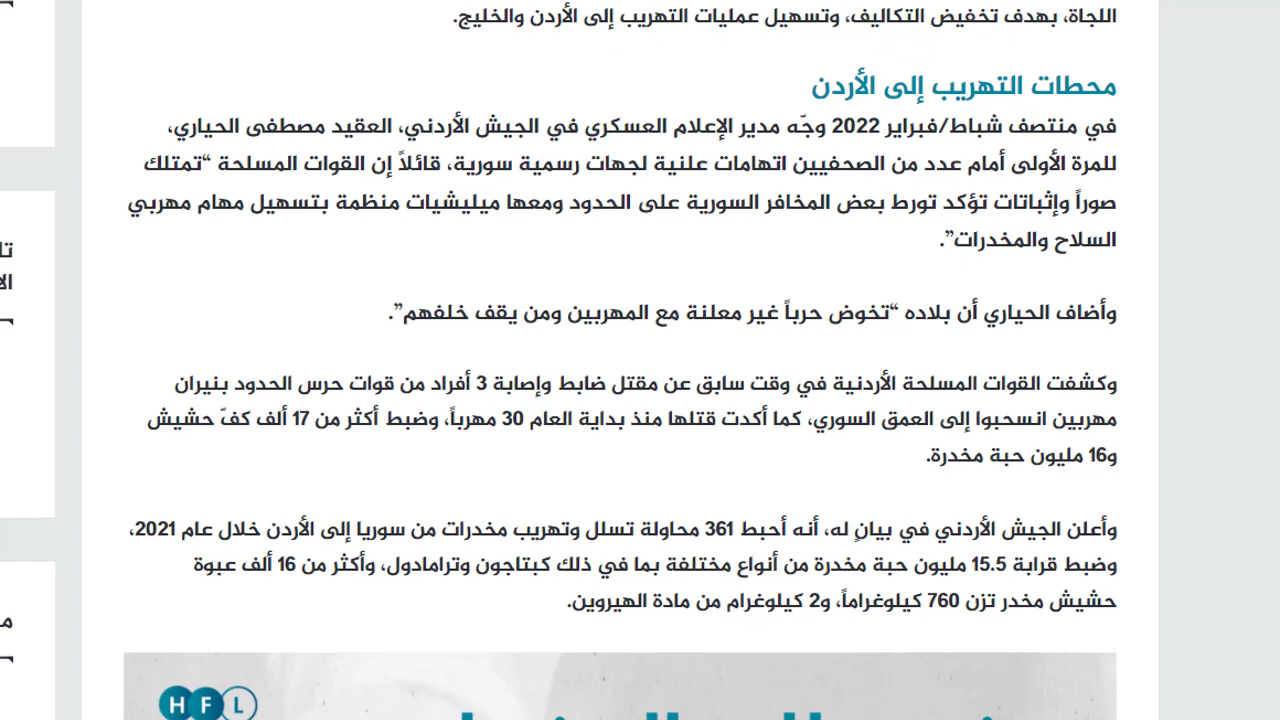 اللجاة، بهدف تخفيض التكاليف، وتسهيل عمليات التهريب إلى الأردن والخليج.
محطات التهريب إلى الأردن
في منتصف شباط/فبراير 2022 وجّه مدير الإعلام العسكري في الجيش الأردني، العقيد مصطفى الحياري،
للمرة الأولى أمام عدد من الصحفيين اتهامات علنية لجهات رسمية سورية، قائلاً إن القوات المسلحة “تمتلك
صوراً وإثباتات تؤكد تورط بعض المخافر السورية على الحدود ومعها ميليشيات منظمة بتسهيل مهام مهربي
السلاح والمخدرات”.
وأضاف الحياري أن بلاده “تخوض حرباً غير معلنة مع المهربين ومن يقف خلفهم”.
وكشفت القوات المسلحة الأردنية في وقت سابق عن مقتل ضابط وإصابة 3 أفراد من قوات حرس الحدود بنيران
مهربين انسحبوا إلى العمق السوري، كما أكدت قتلها منذ بداية العام 30 مهرباً، وضبط أكثر من 17 ألف كفّ حشيش
و16 مليون حبة مخدرة.
وأعلن الجيش الأردني في بيانٍ له، أنه أحبط 361 محاولة تسلل وتهريب مخدرات من سوريا إلى الأردن خلال عام 2021،
وضبط قرابة 15.5 مليون حبة مخدرة من أنواع مختلفة بما في ذلك كبتاجون وترامادول، وأكثر من 16 ألف عبوة
حشيش مخدر تزن 760 كيلوغراماً، و2 كيلوغرام من مادة الهيروين.
HFL